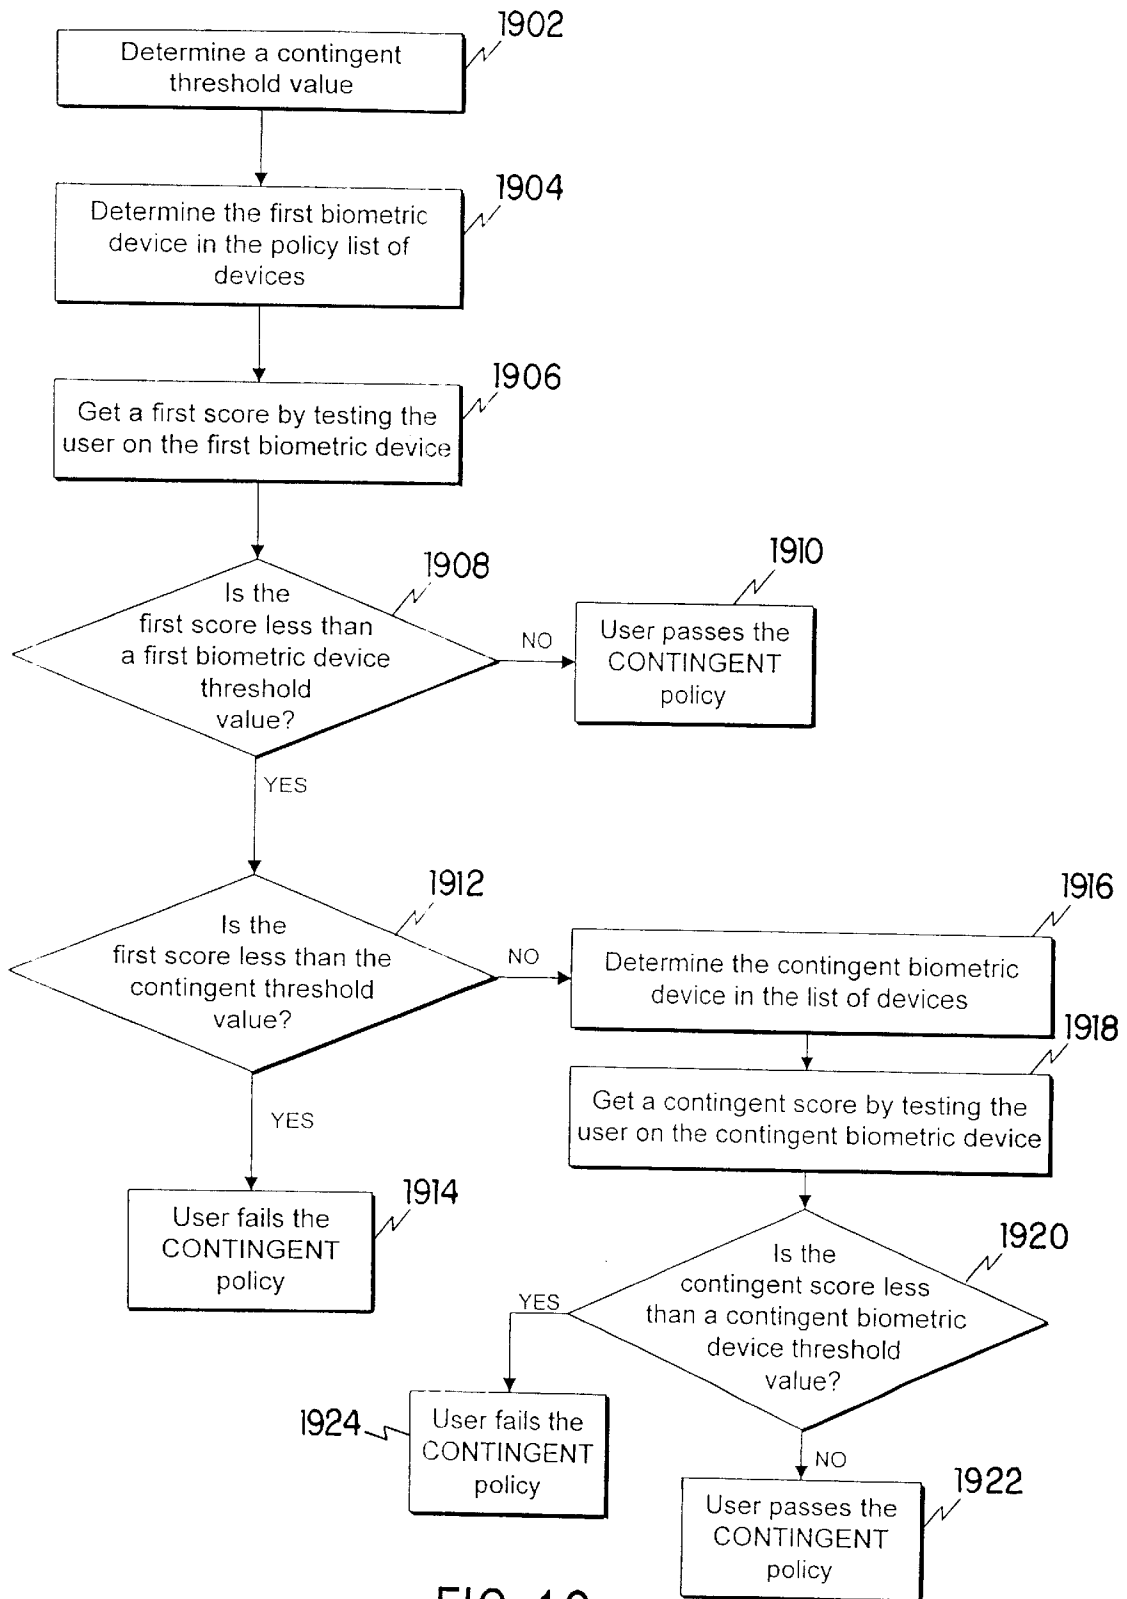 1902
Determine a contingent
threshold value
1904
Determine the first biometric
device in the policy list of
devices
1906
Get a first score by testing the
user on the first biometric device
1908
Is the
first score less than
a first biometric device
threshold
value?
NO
1910
User passes the
CONTINGENT
policy
YES
1912
Is the
first score less than the
contingent threshold
value?
NO
1916
Determine the contingent biometric
device in the list of devices
1918
Get a contingent score by testing the
user on the contingent biometric device
YES
1914
User fails the
CONTINGENT
policy
1920
Is the
contingent score less
than a contingent biometric
device threshold
value?
YES
1924
User fails the
CONTINGENT
policy
NO
1922
User passes the
CONTINGENT
policy